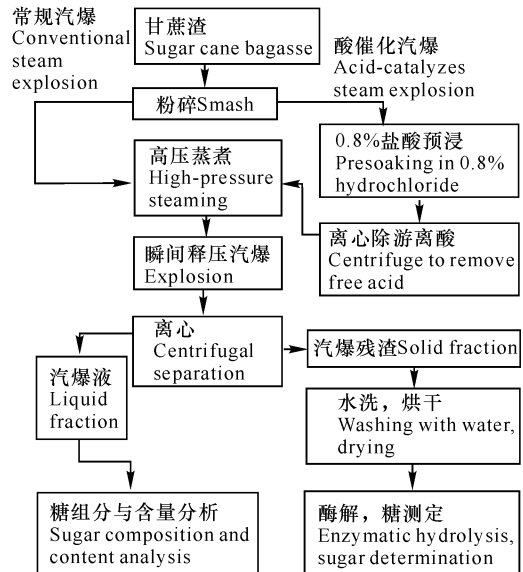 常规汽爆
Conventional
steam
explosion
甘蔗渣
Sugar cane bagasse
酸催化汽爆
Acid-catalyzes
steam explosion
粉碎Smash
0.8%盐酸预浸
Presoaking in 0.8%
hydrochloride
高压蒸煮
High-pressure
steaming
离心除游离酸
Centrifuge to remove
free acid
瞬间释压汽爆
Explosion
离心
Centrifugal
separation
汽爆残渣Solid fraction
汽爆液
Liquid
fraction
水洗，烘干
Washing with water,
drying
糖组分与含量分析
Sugar composition and
content analysis
酶解，糖测定
Enzymatic hydrolysis,
sugar determination